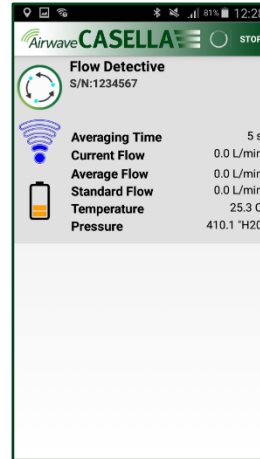 81% 12:28
Airwave CASELLA STOP
Flow Detective
S/N:1234567
Averaging Time 5 s
Current Flow 0.0 L/min
Average Flow 0.0 L/min
Standard Flow 0.0 L/min
Temperature 25.3 C
Pressure 410.1 "H20